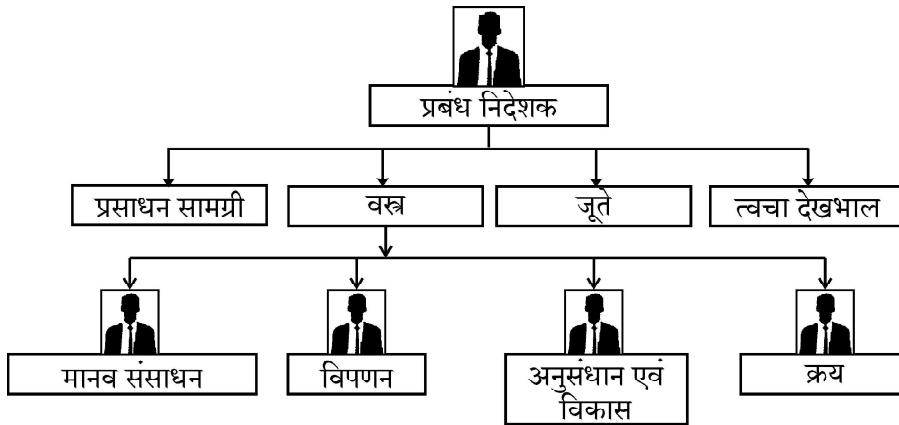 प्रबंध निदेशक
प्रसाधन सामग्री
वस्त्र
जूते
त्वचा देखभाल
मानव संसाधन
विपणन
अनुसंधान एवं
विकास
क्रय